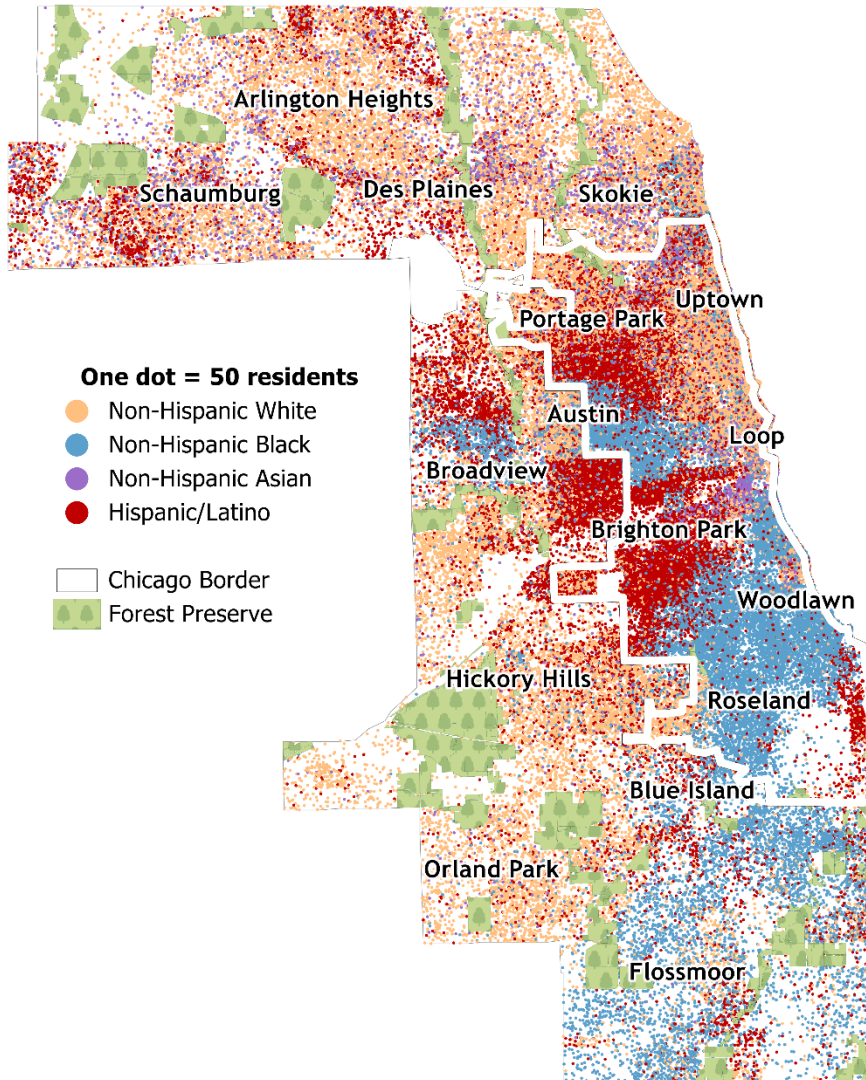 Arlington Heights
Schaumburg
Des Plaines
Skokie
Uptown
Portage Park
One dot = 50 residents
Non-Hispanic White
Non-Hispanic Black
Non-Hispanic Asian
Hispanic/Latino
Chicago Border
Forest Preserve
Austin
Loop
Broadview
Brighton Park
Woodlawn
Hickory Hills
Roseland
Blue Island
Orland Park
Flossmoor